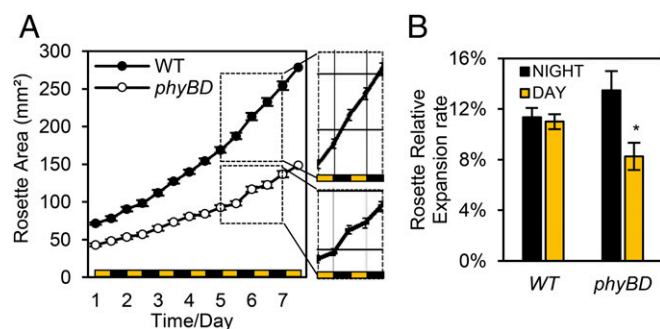 A
WT
phyBD
Rosette Area (mm²)
300
250
200
150
100
50
0
1 2 3 4 5 6 7
Time/Day
B
NIGHT
DAY
Rosette Relative
Expansion rate
16%
12%
8%
4%
0%
*
WT phyBD